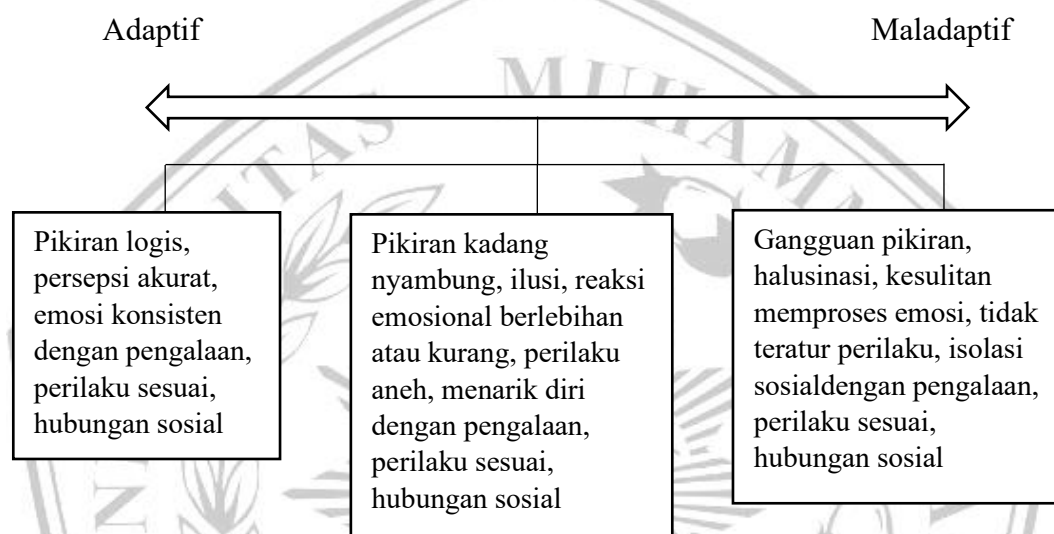 Adaptif
Maladaptif
Pikiran logis,
persepsi akurat,
emosi konsisten
dengan pengalaan,
perilaku sesuai,
hubungan sosial
Pikiran kadang
nyambung, ilusi, reaksi
emosional berlebihan
atau kurang, perilaku
aneh, menarik diri
dengan pengalaan,
perilaku sesuai,
hubungan sosial
Gangguan pikiran,
halusinasi, kesulitan
memproses emosi, tidak
teratur perilaku, isolasi
sosialdengan pengalaan,
perilaku sesuai,
hubungan sosial